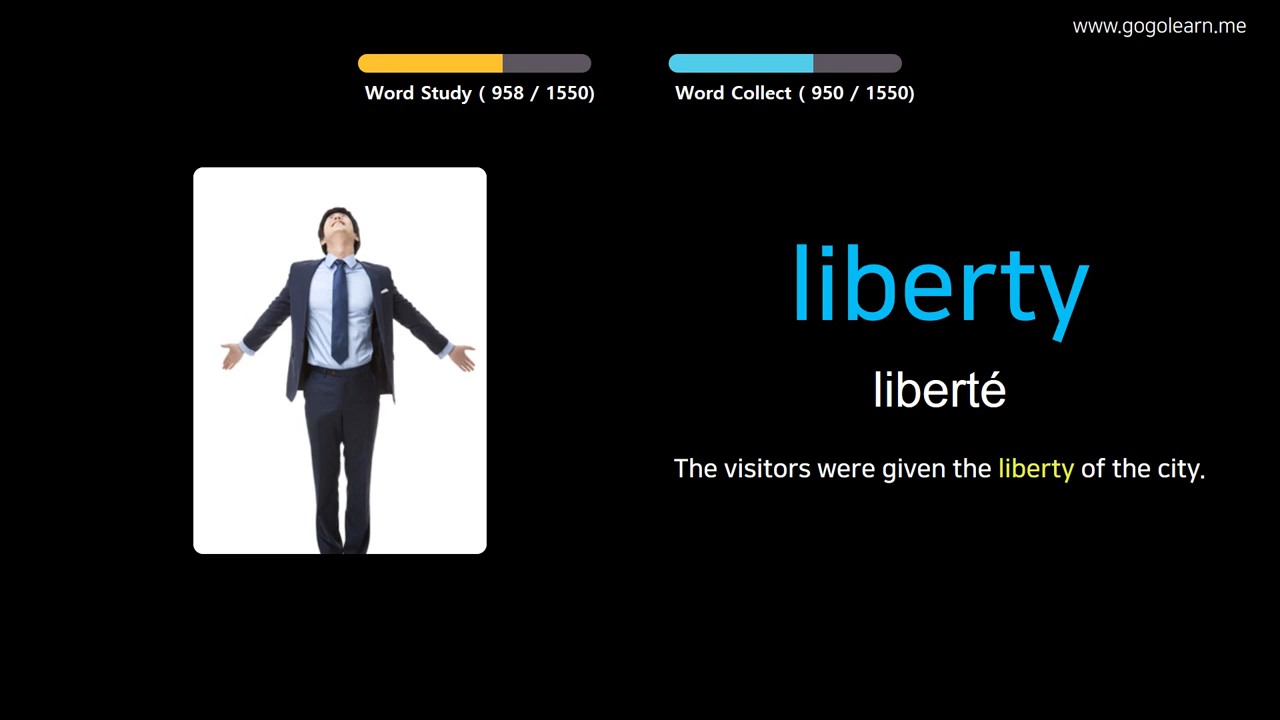 www.gogolearn.me
Word Study ( 958 / 1550)
Word Collect ( 950 / 1550)
liberty
liberté
The visitors were given the liberty of the city.